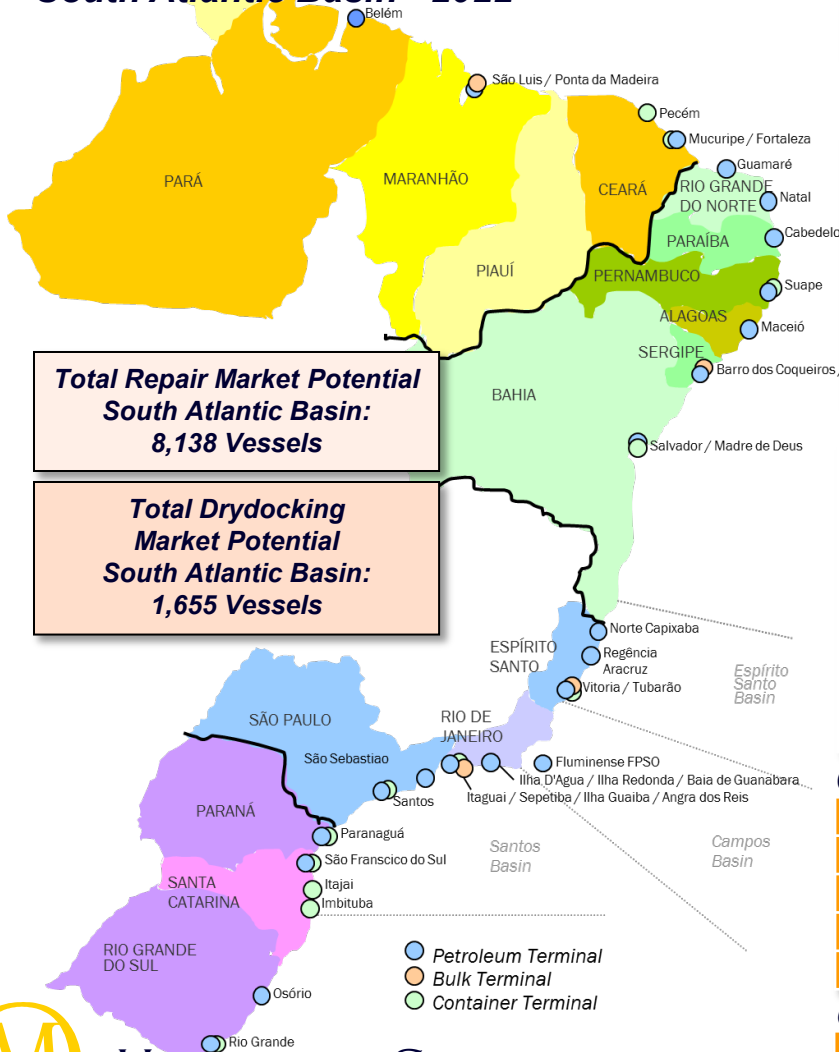 Belém
São Luis / Ponta da Madeira
Pecém
Mucuripe / Fortaleza
Guamaré
PARÁ
MARANHÃO
CEARÁ
RIO GRANDE
DO NORTE
Natal
PARAÍBA
Cabedelo
PIAUÍ
PERNAMBUCO
Suape
ALAGOAS
Maceió
SERGIPE
Barro dos Coqueiros /
BAHIA
Salvador / Madre de Deus
Total Repair Market Potential
South Atlantic Basin:
8,138 Vessels
Total Drydocking
Market Potential
South Atlantic Basin:
1,655 Vessels
Norte Capixaba
ESPÍRITO
SANTO
Regência
Aracruz
Vitoria / Tubarão
Espírito
Santo
Basin
SÃO PAULO
RIO DE
JANEIRO
São Sebastiao
Fluminense FPSO
Ilha D'Agua / Ilha Redonda / Baia de Guanabara
Itaguai / Sepetiba / Ilha Guaiba / Angra dos Reis
Santos
PARANÁ
Paranaguá
Santos
Basin
Campos
Basin
São Franscico do Sul
SANTA
CATARINA
Itajai
Imbituba
RIO GRANDE
DO SUL
Petroleum Terminal
Bulk Terminal
Container Terminal
Osório
Rio Grande